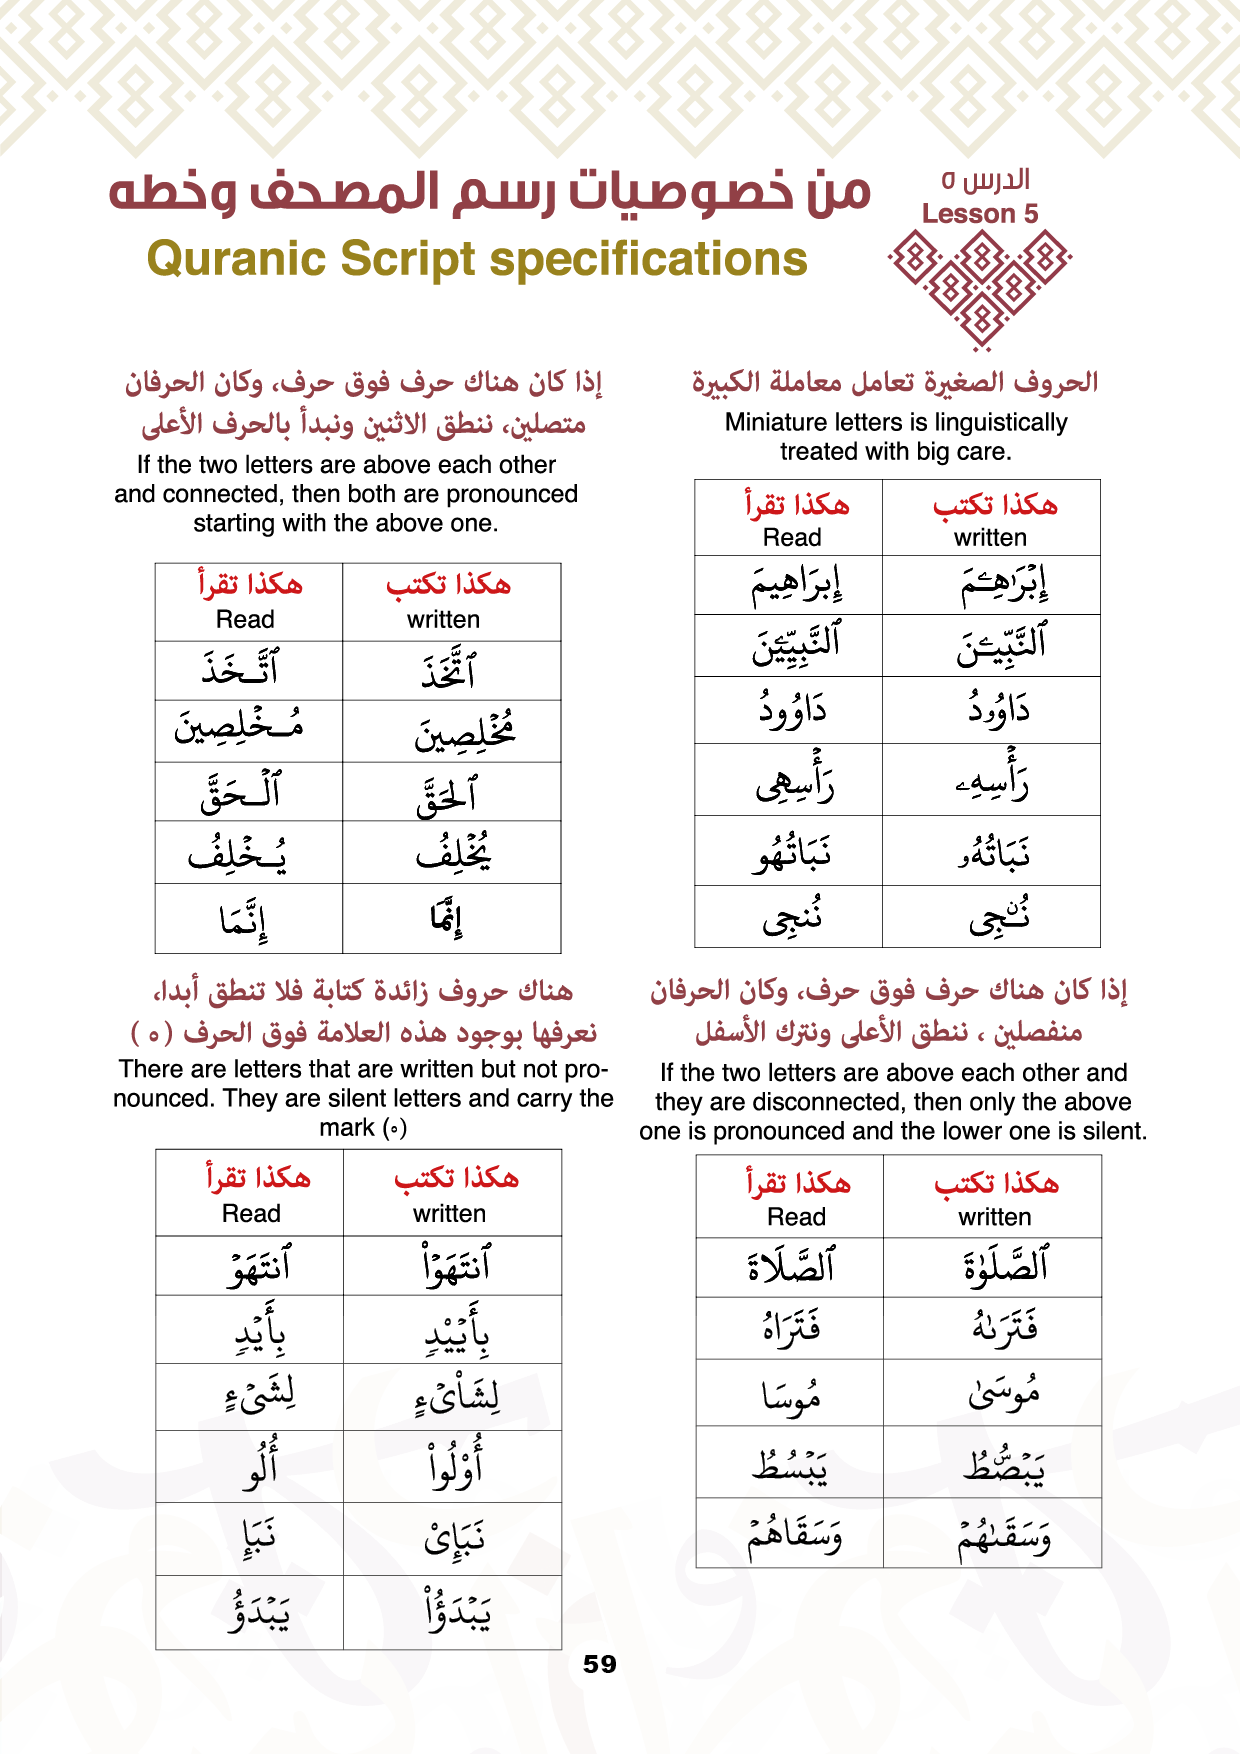 الدرس ٥
Lesson 5
من خصوصيات رسم المصحف وخطه
Quranic Script specifications
الحروف الصغيرة تعامل معاملة الكبيرة
Miniature letters is linguistically
treated with big care.
هكذا تكتب هكذا تقرأ
written Read
إِبْرَٰهِـۧمَ إِبرَاهِيمَ
ٱلنَّبِيِّـۧنَ ٱلنَّبِيِّينَ
دَاوُۥدُ دَاوُودُ
رَأْسِهِۦ رَأْسِهِى
نَبَاتُهُۥ نَبَاتُهُو
نُـۨجِى نُنجِى
إذا كان هناك حرف فوق حرف، وكان الحرفان
متصلين، ننطق الاثنين ونبدأ بالحرف الأعلى
If the two letters are above each other
and connected, then both are pronounced
starting with the above one.
هكذا تكتب هكذا تقرأ
written Read
ٱتَّخَذَ ٱتَّـخَذَ
مُخْلِصِينَ مُـخْلِصِينَ
ٱلْحَقَّ ٱلْـحَقَّ
يُخْلِفُ يُـخْلِفُ
إِنَّمَا إِنَّمَا
إذا كان هناك حرف فوق حرف، وكان الحرفان
منفصلين ، ننطق الأعلى ونترك الأسفل
If the two letters are above each other and
they are disconnected, then only the above
one is pronounced and the lower one is silent.
هكذا تكتب هكذا تقرأ
written Read
ٱلصَّلَوٰةَ ٱلصَّلَاةَ
فَتَرَىٰهُ فَتَرَاهُ
مُوسَىٰ مُوسَا
يَبْصُۜطُ يَبْسُطُ
وَسَقَىٰهُمْ وَسَقَاهُمْ
هناك حروف زائدة كتابة فلا تنطق أبدا،
نعرفها بوجود هذه العلامة فوق الحرف ( ه )
There are letters that are written but not pro-
nounced. They are silent letters and carry the
mark (ه)
هكذا تكتب هكذا تقرأ
written Read
ٱنتَهَوْا۟ ٱنتَهَوْ
بِأَيْي۟دٍ بِأَيْدٍ
لِشَا۟ىْءٍ لِشَىْءٍ
أُو۟لُوا۟ أُلُو
نَبَإِى۟ نَبَإِ
يَبْدَؤُا۟ يَبْدَؤُ
59